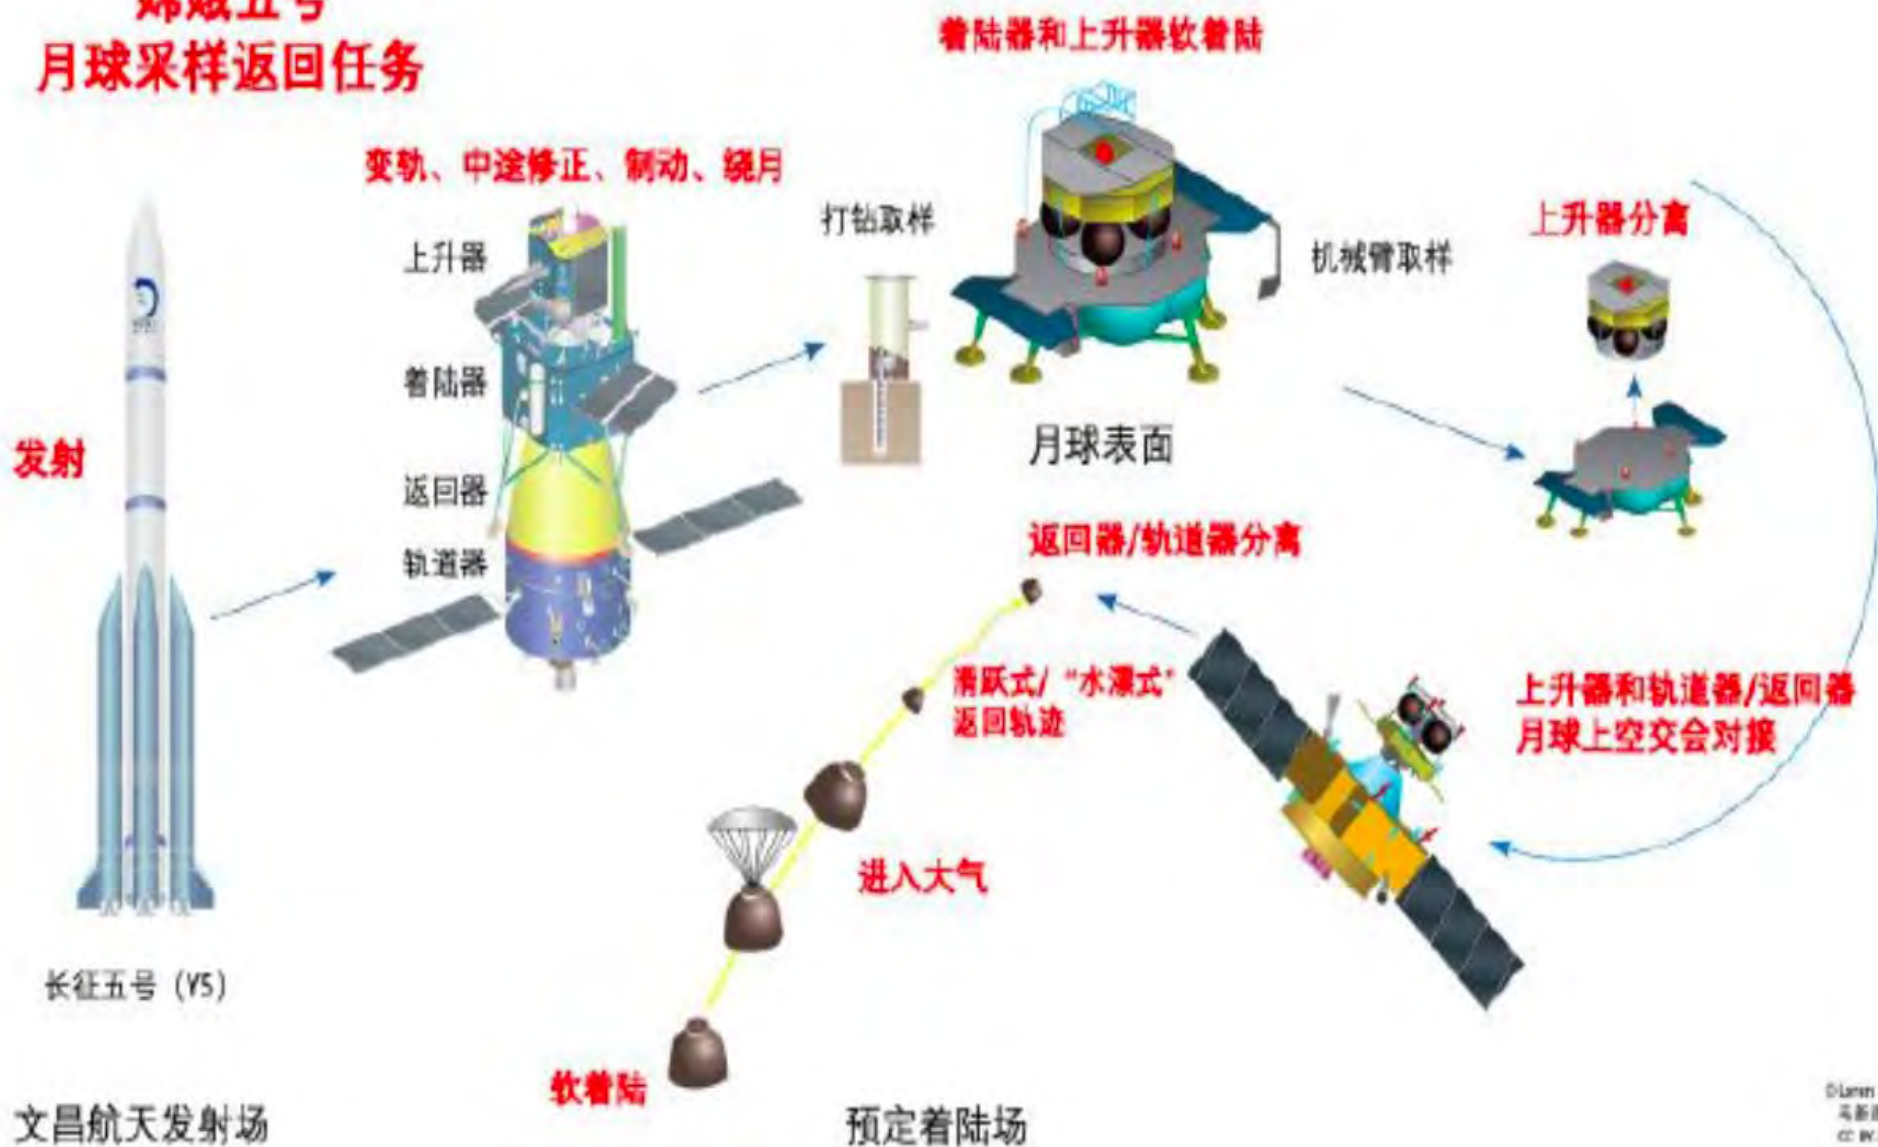 嫦娥五号
月球采样返回任务
着陆器和上升器软着陆
变轨、中途修正、制动、绕月
上升器
着陆器
返回器
轨道器
打钻取样
机械臂取样
上升器分离
发射
月球表面
返回器/轨道器分离
滑跃式/“水漂式”
返回轨迹
上升器和轨道器/返回器
月球上空交会对接
进入大气
长征五号 (Y5)
软着陆
文昌航天发射场
预定着陆场